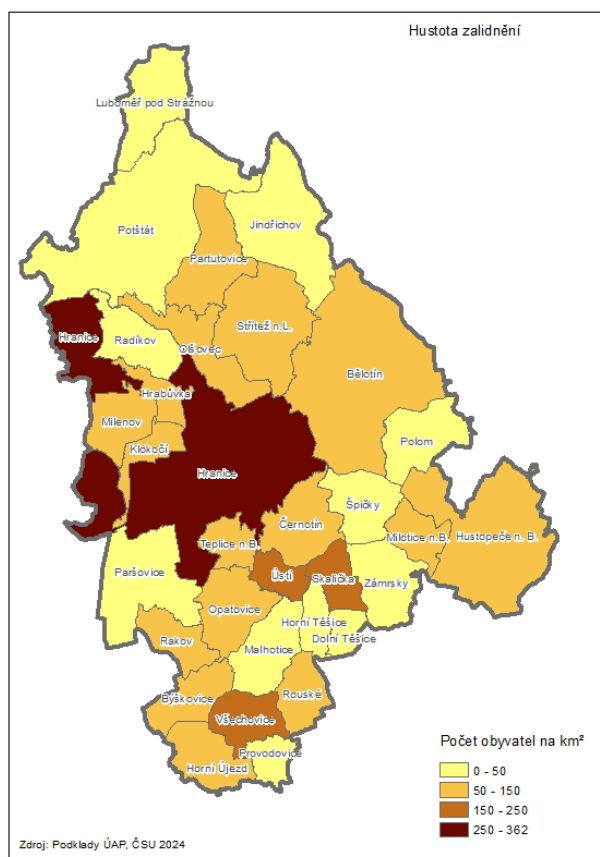 Hustota zalidnění
Luboměř pod Strážnou
Potštát
Jindřichov
Partutovice
Hranice
Radíkov
Střítež n.L.
Olšovec
Bělotín
Hrabůvka
Milenov
Klokočí
Polom
Hranice
Špičky
Černotín
Milotice n.B.
Hustopeče n. B.
Teplice n.B.
Paršovice
Ústí
Skalička
Zámrsky
Opatovice
Horní Těšice
Dolní Těšice
Rakov
Malhotice
Býškovice
Rouské
Všechovice
Provodovice
Horní Újezd
Počet obyvatel na km²
0 - 50
50 - 150
150 - 250
250 - 362
Zdroj: Podklady ÚAP, ČSU 2024